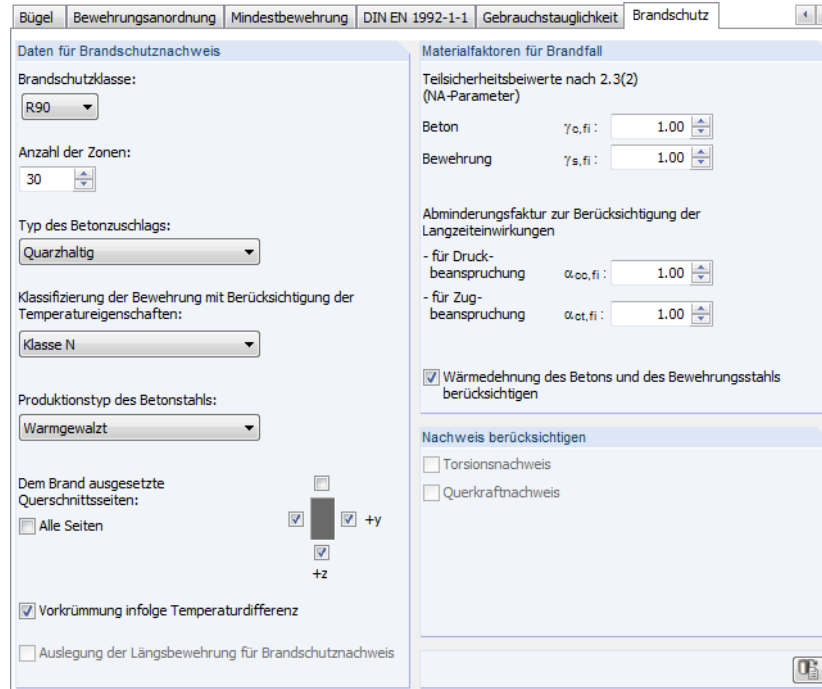 Bügel Bewehrungsanordnung Mindestbewehrung DIN EN 1992-1-1 Gebrauchstauglichkeit Brandschutz
Daten für Brandschutznachweis
Brandschutzklasse:
R90
Anzahl der Zonen:
30
Typ des Betonzuschlags:
Quarzhaltig
Klassifizierung der Bewehrung mit Berücksichtigung der
Temperatureigenschaften:
Klasse N
Produktionstyp des Betonstahls:
Warmgewalzt
Dem Brand ausgesetzte
Querschnittsseiten:
Alle Seiten
+y
+z
Vorkrümmung infolge Temperaturdifferenz
Auslegung der Längsbewehrung für Brandschutznachweis
Materialfaktoren für Brandfall
Teilsicherheitsbeiwerte nach 2.3(2)
(NA-Parameter)
Beton γc,fi : 1.00
Bewehrung γs,fi : 1.00
Abminderungsfaktur zur Berücksichtigung der
Langzeiteinwirkungen
- für Druck-
beanspruchung αcc,fi : 1.00
- für Zug-
beanspruchung αct,fi : 1.00
Wärmedehnung des Betons und des Bewehrungsstahls
berücksichtigen
Nachweis berücksichtigen
Torsionsnachweis
Querkraftnachweis